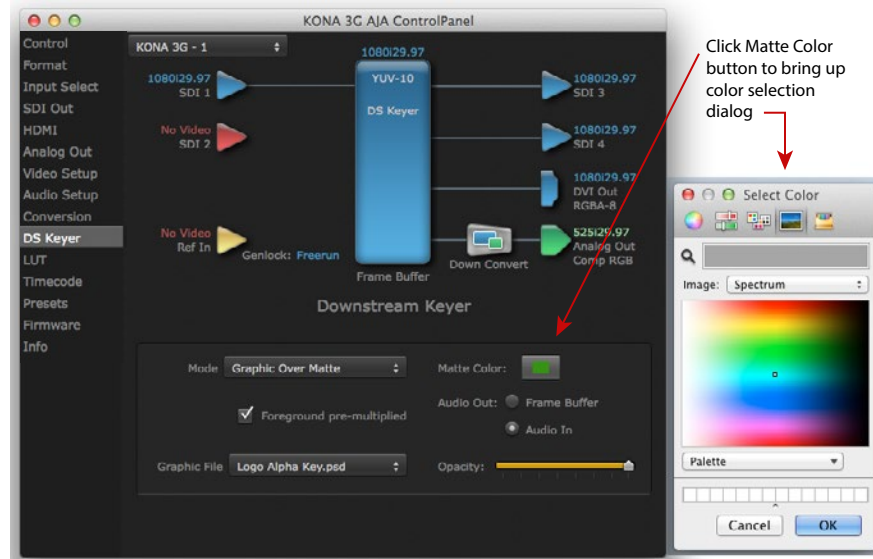 KONA 3G AJA ControlPanel
Control
Format
Input Select
SDI Out
HDMI
Analog Out
Video Setup
Audio Setup
Conversion
DS Keyer
LUT
Timecode
Presets
Firmware
Info
KONA 3G - 1
1080i29.97
YUV-10
DS Keyer
Frame Buffer
1080i29.97
SDI 1
No Video
SDI 2
No Video
Ref In
Genlock: Freerun
1080i29.97
SDI 3
1080i29.97
SDI 4
1080i29.97
DVI Out
RGBA-8
Down Convert
525i29.97
Analog Out
Comp RGB
Downstream Keyer
Mode Graphic Over Matte
Foreground pre-multiplied
Graphic File Logo Alpha Key.psd
Matte Color:
Audio Out: Frame Buffer
Audio In
Opacity:
Click Matte Color
button to bring up
color selection
dialog
Select Color
Image: Spectrum
Palette
Cancel OK